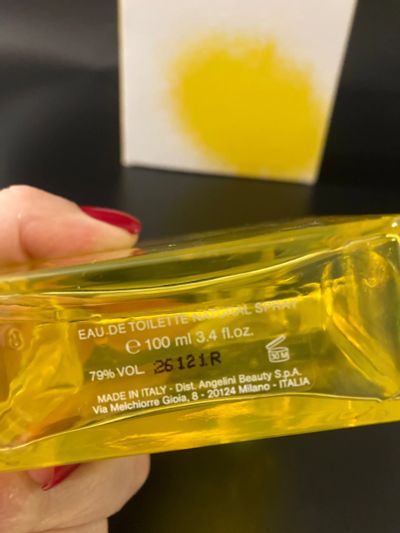 EAU DE TOILETTE NATURAL SPRAY
℮ 100 ml 3.4 fl.oz.
30 M
79% VOL. 26121R
MADE IN ITALY - Dist. Angelini Beauty S.p.A.
Via Melchiorre Gioia, 8 - 20124 Milano - ITALIA